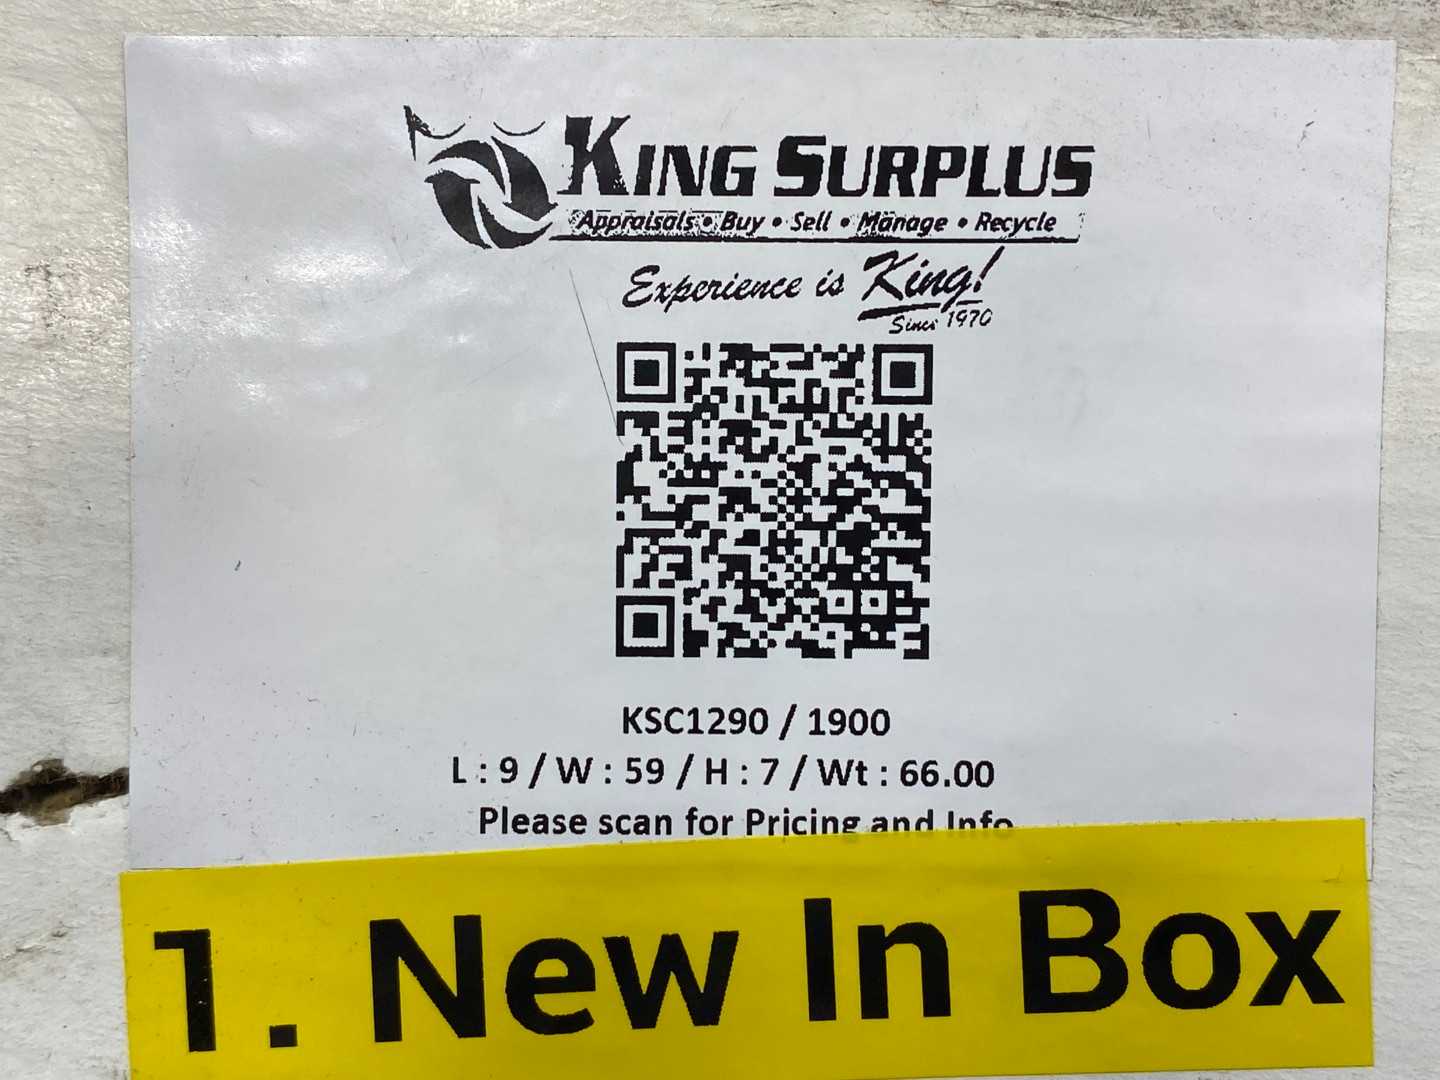 KING SURPLUS
Appraisals • Buy • Sell • Manage • Recycle
Experience is King!
Since 1970
KSC1290 / 1900
L : 9 / W : 59 / H : 7 / Wt : 66.00
Please scan for Pricing and Info
1. New In Box